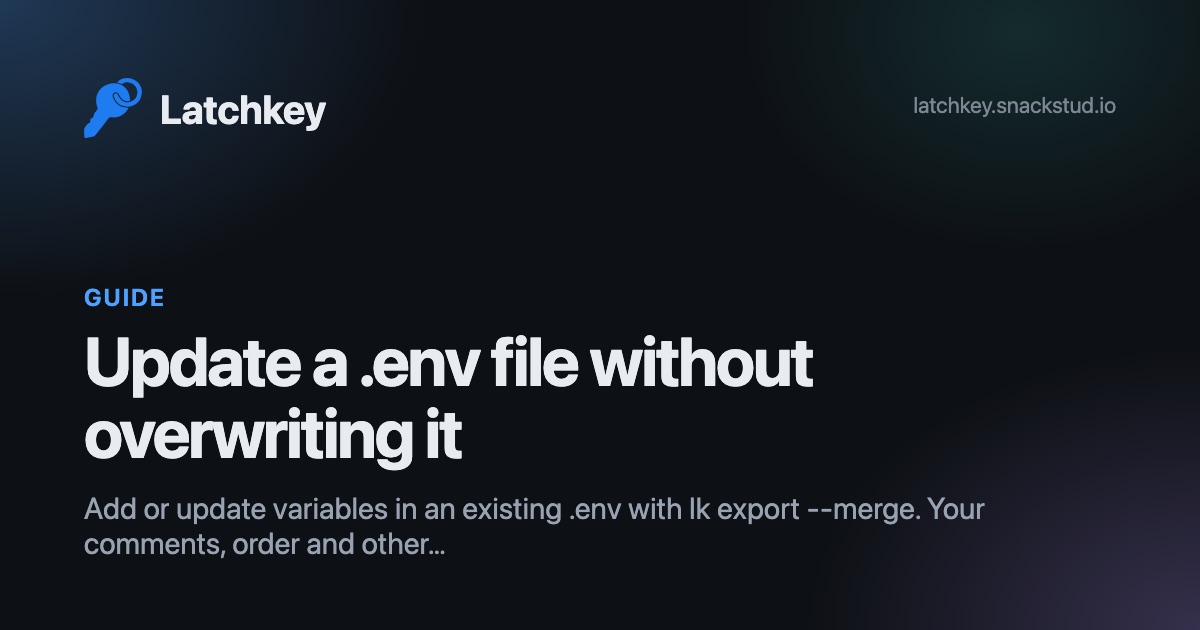 Latchkey
latchkey.snackstud.io
GUIDE
Update a .env file without
overwriting it
Add or update variables in an existing .env with lk export --merge. Your
comments, order and other...